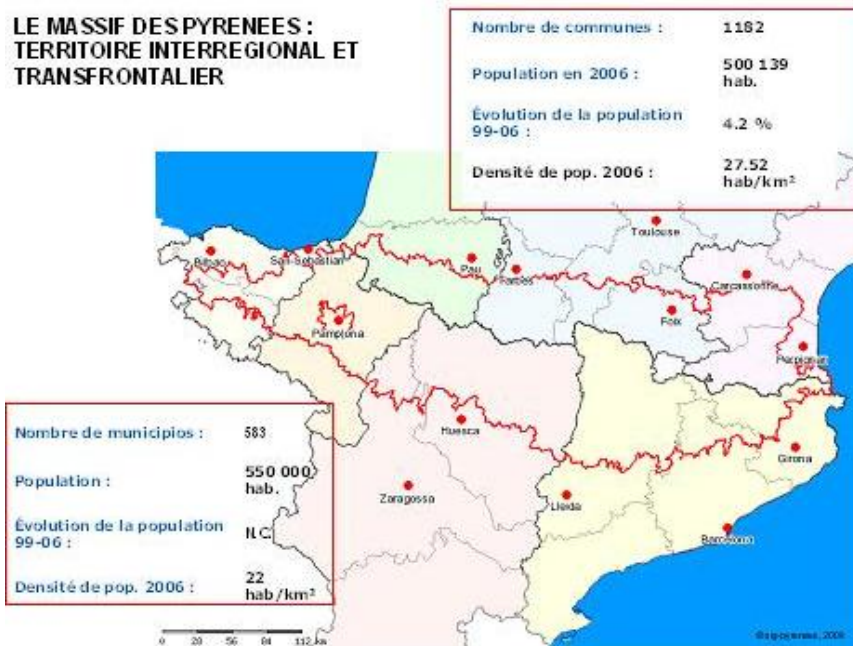 LE MASSIF DES PYRENEES :
TERRITOIRE INTERREGIONAL ET
TRANSFRONTALIER
Nombre de communes : 1182
Population en 2006 : 500 139
hab.
Évolution de la population
99-06 : 4.2 %
Densité de pop. 2006 : 27.52
hab/km²
Toulouse
Bilbao
San-Sébastian
Pau
Tarbes
Carcassonne
Foix
Pamplona
Perpignan
Huesca
Girona
Zaragossa
Lleida
Barcelona
Nombre de municipios : 583
Population : 550 000
hab.
Évolution de la population
99-06 : N.C
Densité de pop. 2006 : 22
hab/km²
0 28 56 84 112 km